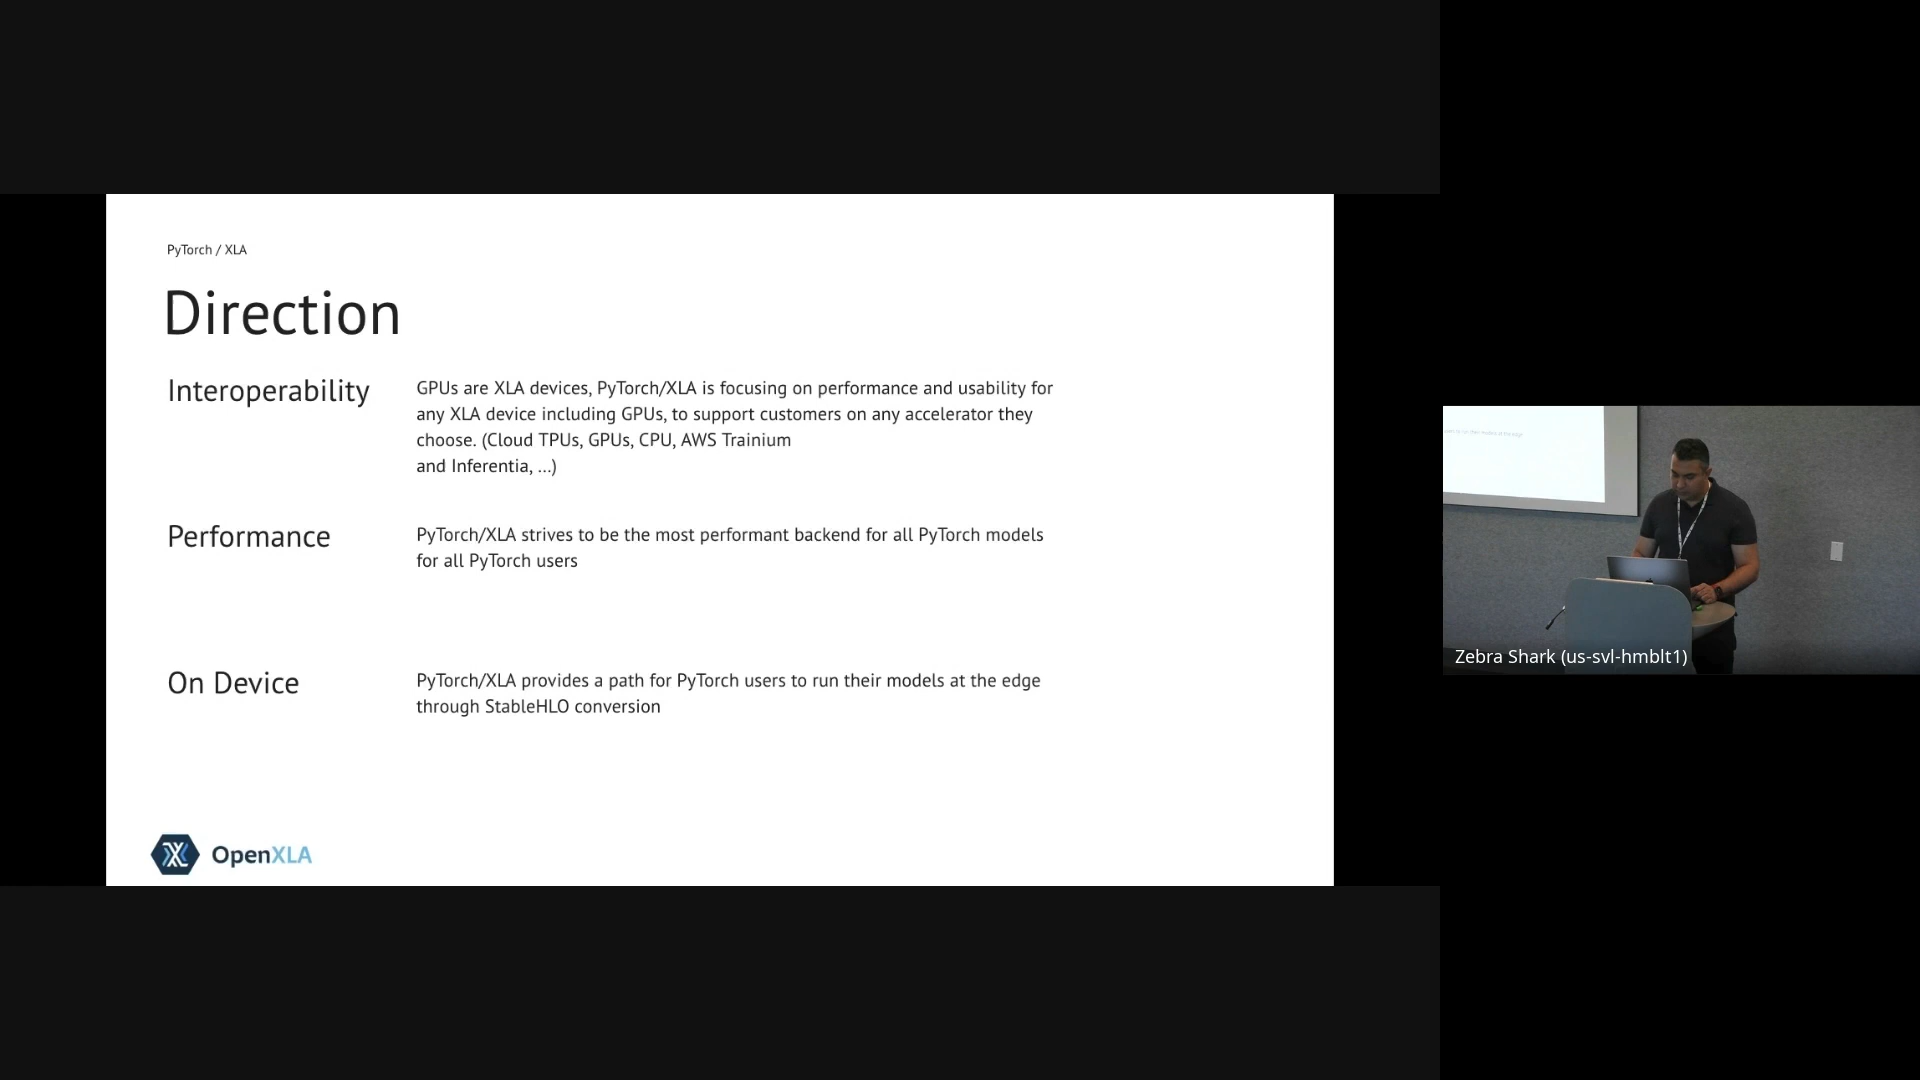 PyTorch / XLA
Direction
Interoperability
GPUs are XLA devices, PyTorch/XLA is focusing on performance and usability for
any XLA device including GPUs, to support customers on any accelerator they
choose. (Cloud TPUs, GPUs, CPU, AWS Trainium
and Inferentia, ...)
Performance
PyTorch/XLA strives to be the most performant backend for all PyTorch models
for all PyTorch users
On Device
PyTorch/XLA provides a path for PyTorch users to run their models at the edge
through StableHLO conversion
OpenXLA
Zebra Shark (us-svl-hmblt1)